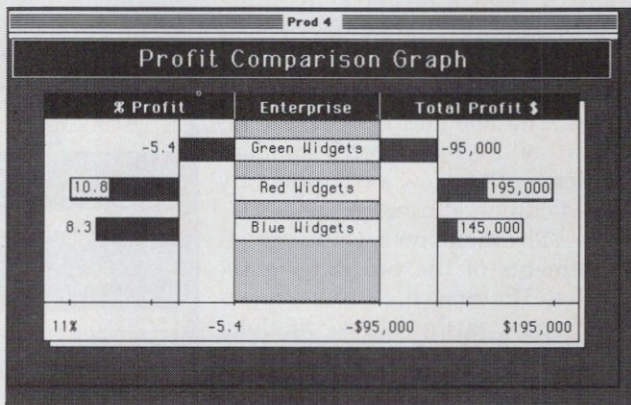 Prod 4
Profit Comparison Graph
% Profit Enterprise Total Profit $
-5.4 Green Widgets -95,000
10.8 Red Widgets 195,000
8.3 Blue Widgets 145,000
11% -5.4 -$95,000 $195,000